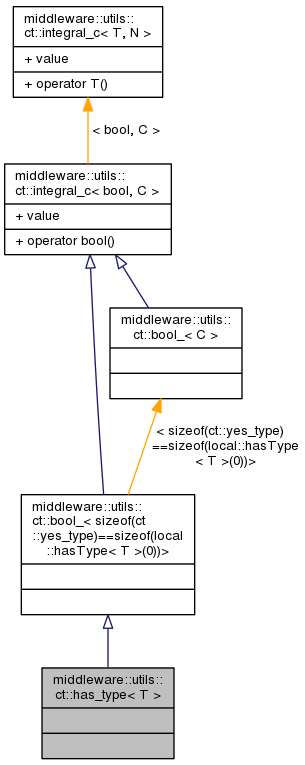 middleware::utils::
ct::integral_c< T, N >
+ value
+ operator T()
< bool, C >
middleware::utils::
ct::integral_c< bool, C >
+ value
+ operator bool()
middleware::utils::
ct::bool_< C >
< sizeof(ct::yes_type)
==sizeof(local::hasType
< T >(0))>
middleware::utils::
ct::bool_< sizeof(ct
::yes_type)==sizeof(local
::hasType< T >(0))>
middleware::utils::
ct::has_type< T >